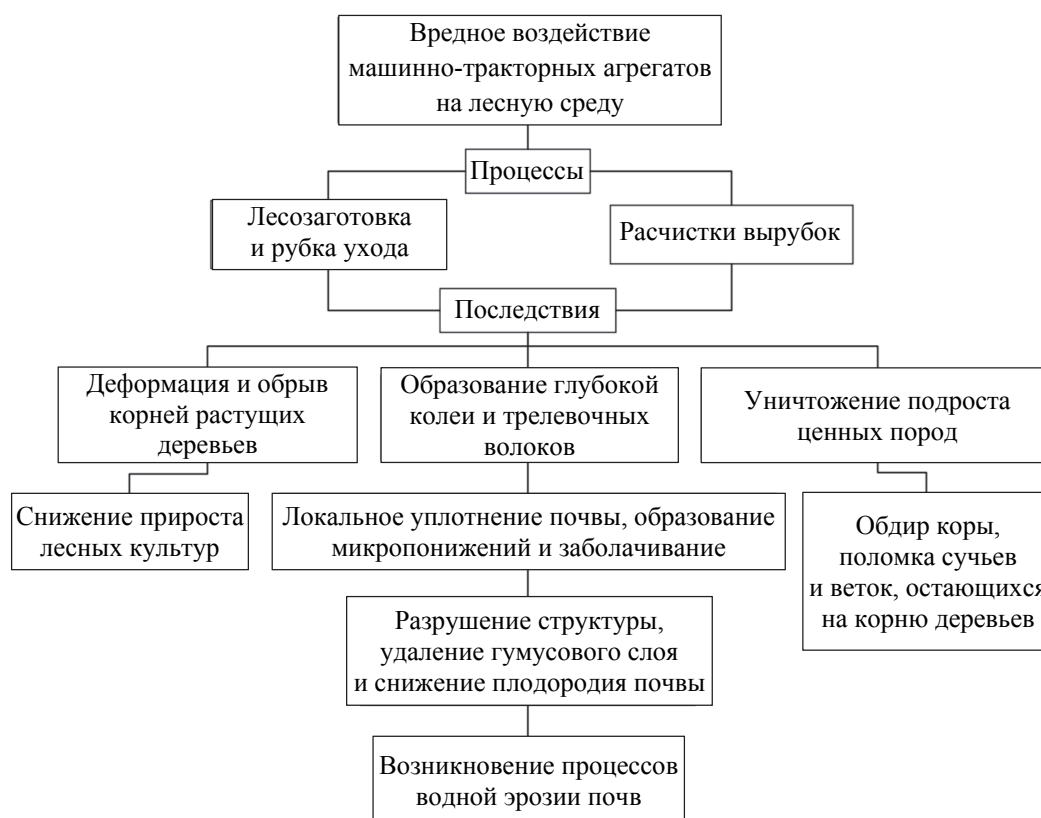 Вредное воздействие
машинно-тракторных агрегатов
на лесную среду
Процессы
Лесозаготовка
и рубка ухода
Расчистки вырубок
Последствия
Деформация и обрыв
корней растущих
деревьев
Образование глубокой
колеи и трелевочных
волоков
Уничтожение подроста
ценных пород
Снижение прироста
лесных культур
Локальное уплотнение почвы, образование
микропонижений и заболачивание
Обдир коры,
поломка сучьев
и веток, остающихся
на корню деревьев
Разрушение структуры,
удаление гумусового слоя
и снижение плодородия почвы
Возникновение процессов
водной эрозии почв